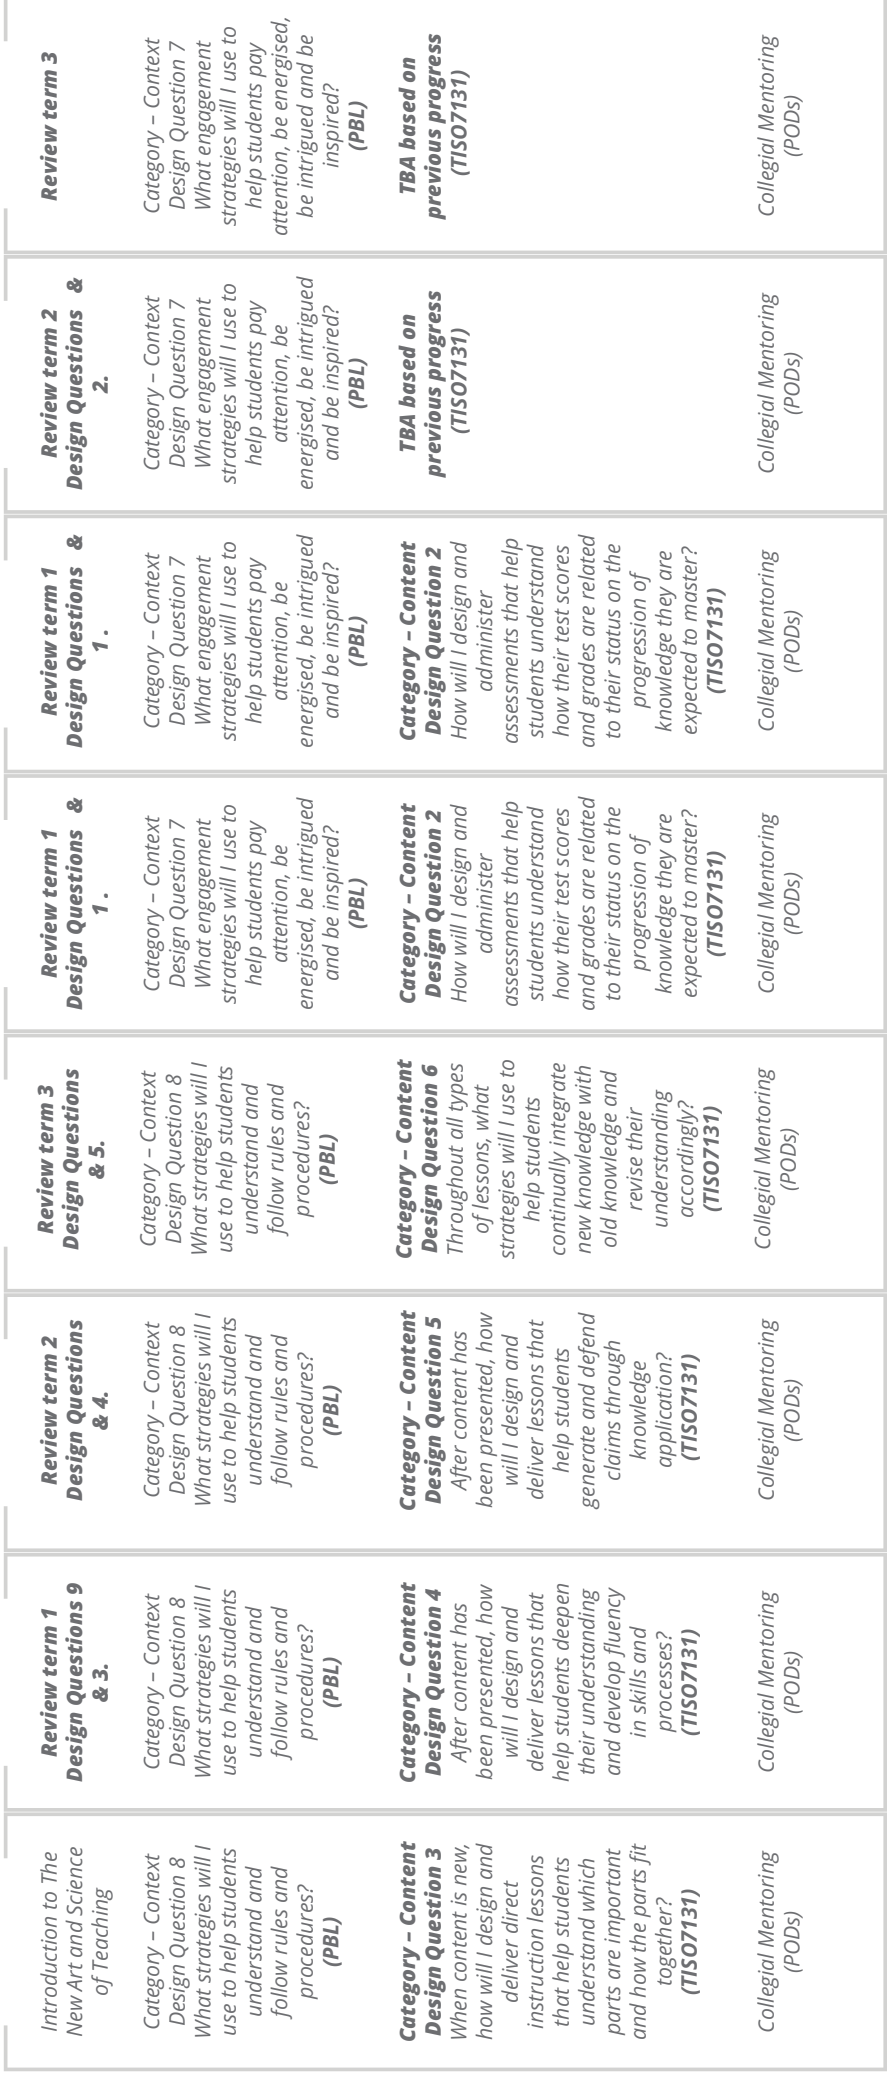 Introduction to The
New Art and Science
of Teaching
Category – Context
Design Question 8
What strategies will I
use to help students
understand and
follow rules and
procedures?
(PBL)
Category – Content
Design Question 3
When content is new,
how will I design and
deliver direct
instruction lessons
that help students
understand which
parts are important
and how the parts fit
together?
(TISO7131)
Collegial Mentoring
(PODs)
Review term 1
Design Questions 9
& 3.
Category – Context
Design Question 8
What strategies will I
use to help students
understand and
follow rules and
procedures?
(PBL)
Category – Content
Design Question 4
After content has
been presented, how
will I design and
deliver lessons that
help students deepen
their understanding
and develop fluency
in skills and
processes?
(TISO7131)
Collegial Mentoring
(PODs)
Review term 2
Design Questions
& 4.
Category – Context
Design Question 8
What strategies will I
use to help students
understand and
follow rules and
procedures?
(PBL)
Category – Content
Design Question 5
After content has
been presented, how
will I design and
deliver lessons that
help students
generate and defend
claims through
knowledge
application?
(TISO7131)
Collegial Mentoring
(PODs)
Review term 3
Design Questions
& 5.
Category – Context
Design Question 8
What strategies will I
use to help students
understand and
follow rules and
procedures?
(PBL)
Category – Content
Design Question 6
Throughout all types
of lessons, what
strategies will I use to
help students
continually integrate
new knowledge with
old knowledge and
revise their
understanding
accordingly?
(TISO7131)
Collegial Mentoring
(PODs)
Review term 1
Design Questions &
1 .
Category – Context
Design Question 7
What engagement
strategies will I use to
help students pay
attention, be
energised, be intrigued
and be inspired?
(PBL)
Category – Content
Design Question 2
How will I design and
administer
assessments that help
students understand
how their test scores
and grades are related
to their status on the
progression of
knowledge they are
expected to master?
(TISO7131)
Collegial Mentoring
(PODs)
Review term 1
Design Questions &
1 .
Category – Context
Design Question 7
What engagement
strategies will I use to
help students pay
attention, be
energised, be intrigued
and be inspired?
(PBL)
Category – Content
Design Question 2
How will I design and
administer
assessments that help
students understand
how their test scores
and grades are related
to their status on the
progression of
knowledge they are
expected to master?
(TISO7131)
Collegial Mentoring
(PODs)
Review term 2
Design Questions &
2.
Category – Context
Design Question 7
What engagement
strategies will I use to
help students pay
attention, be
energised, be intrigued
and be inspired?
(PBL)
TBA based on
previous progress
(TISO7131)
Collegial Mentoring
(PODs)
Review term 3
Category – Context
Design Question 7
What engagement
strategies will I use to
help students pay
attention, be energised,
be intrigued and be
inspired?
(PBL)
TBA based on
previous progress
(TISO7131)
Collegial Mentoring
(PODs)